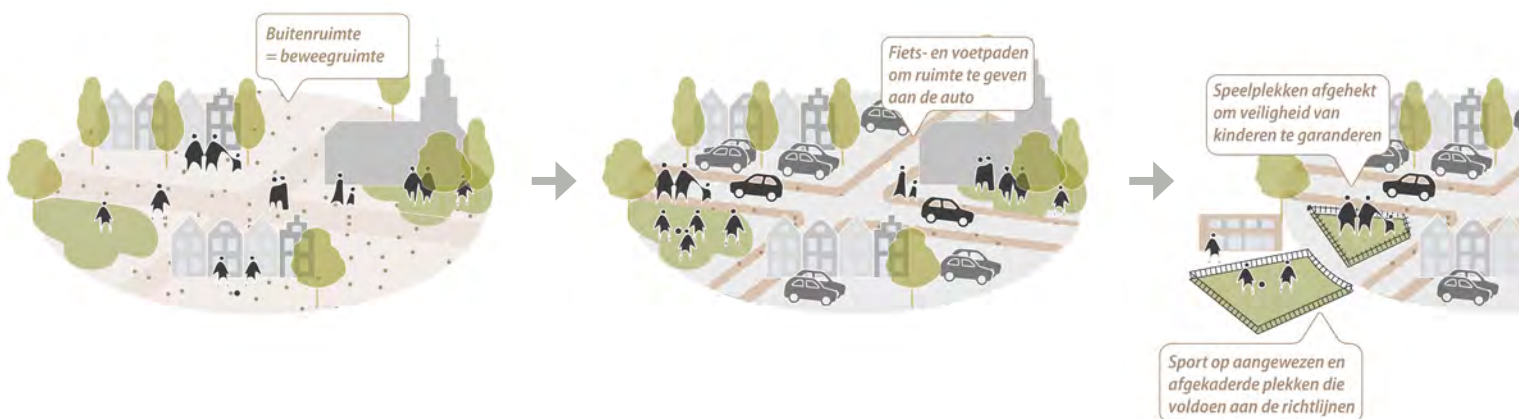 Buitenruimte
= beweegruimte
Fiets- en voetpaden
om ruimte te geven
aan de auto
Speelplekken afgehekt
om veiligheid van
kinderen te garanderen
Sport op aangewezen en
afgekaderde plekken die
voldoen aan de richtlijnen